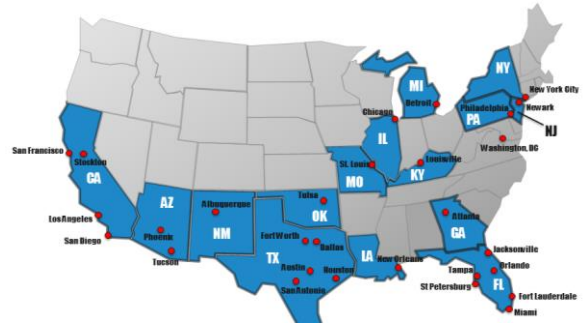 NY
New York City
MI
Detroit
Philadelphia
Newark
PA
Chicago
NJ
IL
Washington, DC
San Francisco
Stockton
St. Louis
Louisville
MO
KY
CA
AZ
Albuquerque
Tulsa
OK
Los Angeles
Atlanta
Phoenix
NM
GA
San Diego
Fort Worth
Dallas
Tucson
TX
LA
New Orleans
Jacksonville
Austin
Houston
Tampa
Orlando
San Antonio
St Petersburg
FL
Fort Lauderdale
Miami